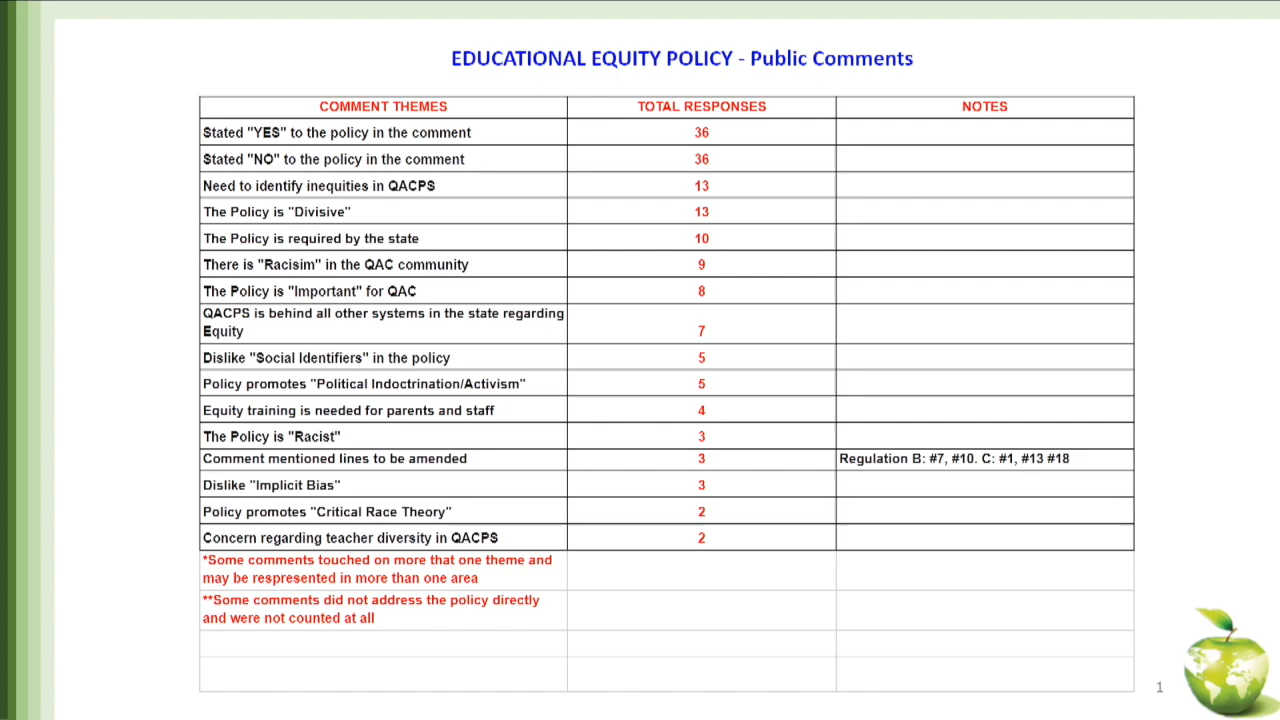 EDUCATIONAL EQUITY POLICY - Public Comments
COMMENT THEMES TOTAL RESPONSES NOTES
Stated "YES" to the policy in the comment 36
Stated "NO" to the policy in the comment 36
Need to identify inequities in QACPS 13
The Policy is "Divisive" 13
The Policy is required by the state 10
There is "Racisim" in the QAC community 9
The Policy is "Important" for QAC 8
QACPS is behind all other systems in the state regarding
Equity 7
Dislike "Social Identifiers" in the policy 5
Policy promotes "Political Indoctrination/Activism" 5
Equity training is needed for parents and staff 4
The Policy is "Racist" 3
Comment mentioned lines to be amended 3 Regulation B: #7, #10. C: #1, #13 #18
Dislike "Implicit Bias" 3
Policy promotes "Critical Race Theory" 2
Concern regarding teacher diversity in QACPS 2
*Some comments touched on more that one theme and
may be respresented in more than one area
**Some comments did not address the policy directly
and were not counted at all
1